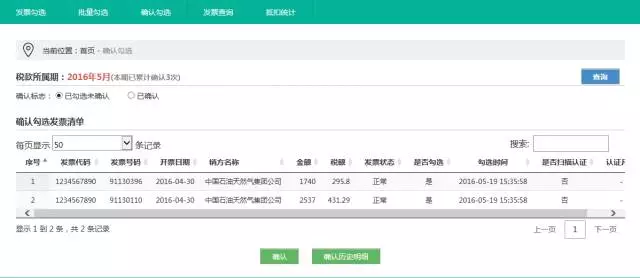 发票勾选 批量勾选 确认勾选 发票查询 抵扣统计
当前位置：首页 - 确认勾选
税款所属期：2016年5月(本期已累计确认3次) 查询
确认标志： 已勾选未确认 已确认
确认勾选发票清单
每页显示 50 条记录 搜索:
序号 发票代码 发票号码 开票日期 销方名称 金额 税额 发票状态 是否勾选 勾选时间 是否扫描认证 认证月
1 1234567890 91130396 2016-04-30 中国石油天然气集团公司 1740 295.8 正常 是 2016-05-19 15:35:58 否 -
2 1234567890 91130110 2016-04-30 中国石油天然气集团公司 2537 431.29 正常 是 2016-05-19 15:35:58 否 -
显示 1 到 2 条，共 2 条记录 上一页 1 下一页
确认 确认历史明细